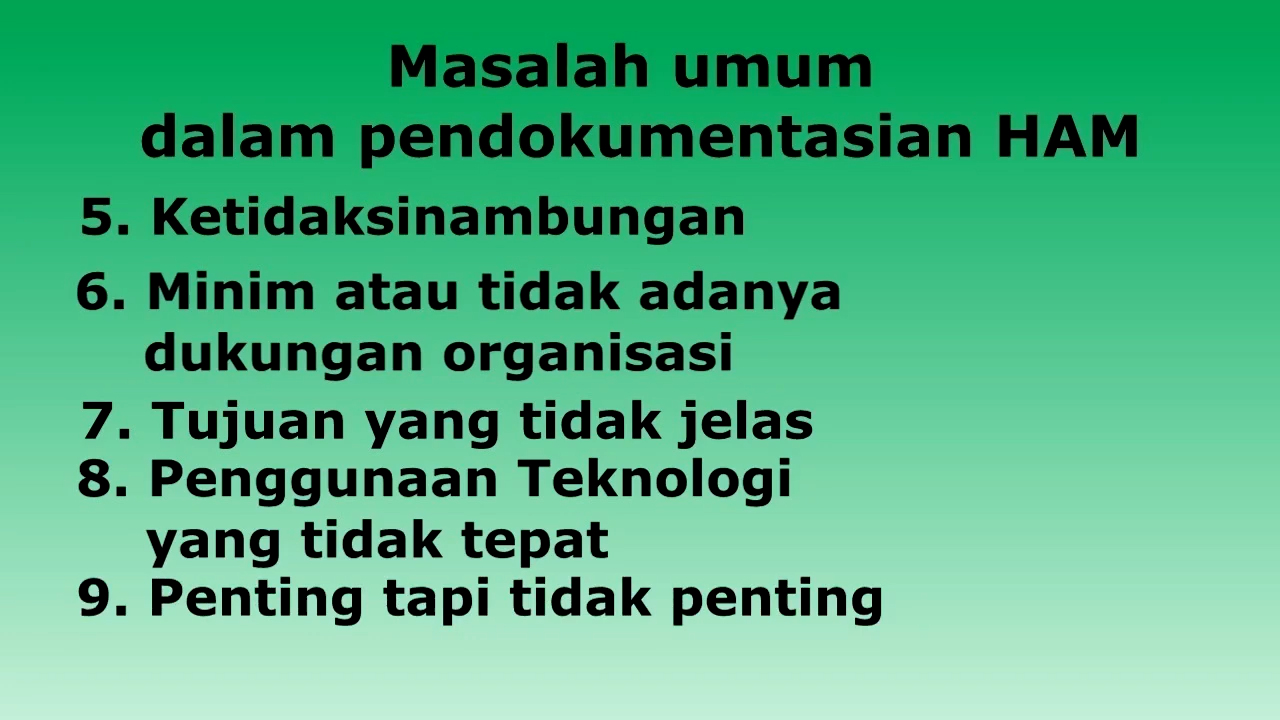 Masalah umum
dalam pendokumentasian HAM
5. Ketidaksinambungan
6. Minim atau tidak adanya
dukungan organisasi
7. Tujuan yang tidak jelas
8. Penggunaan Teknologi
yang tidak tepat
9. Penting tapi tidak penting